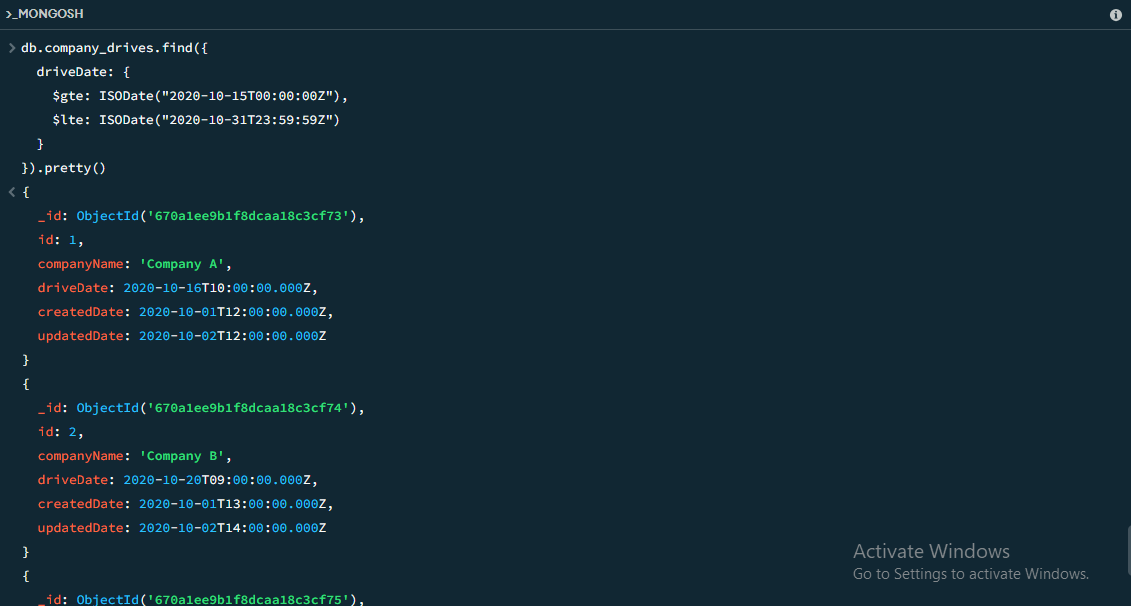 >_MONGOSH
> db.company_drives.find({
driveDate: {
$gte: ISODate("2020-10-15T00:00:00Z"),
$lte: ISODate("2020-10-31T23:59:59Z")
}
}).pretty()
< {
_id: ObjectId('670a1ee9b1f8dcaa18c3cf73'),
id: 1,
companyName: 'Company A',
driveDate: 2020-10-16T10:00:00.000Z,
createdDate: 2020-10-01T12:00:00.000Z,
updatedDate: 2020-10-02T12:00:00.000Z
}
{
_id: ObjectId('670a1ee9b1f8dcaa18c3cf74'),
id: 2,
companyName: 'Company B',
driveDate: 2020-10-20T09:00:00.000Z,
createdDate: 2020-10-01T13:00:00.000Z,
updatedDate: 2020-10-02T14:00:00.000Z
}
{
_id: ObjectId('670a1ee9b1f8dcaa18c3cf75'),
Activate Windows
Go to Settings to activate Windows.